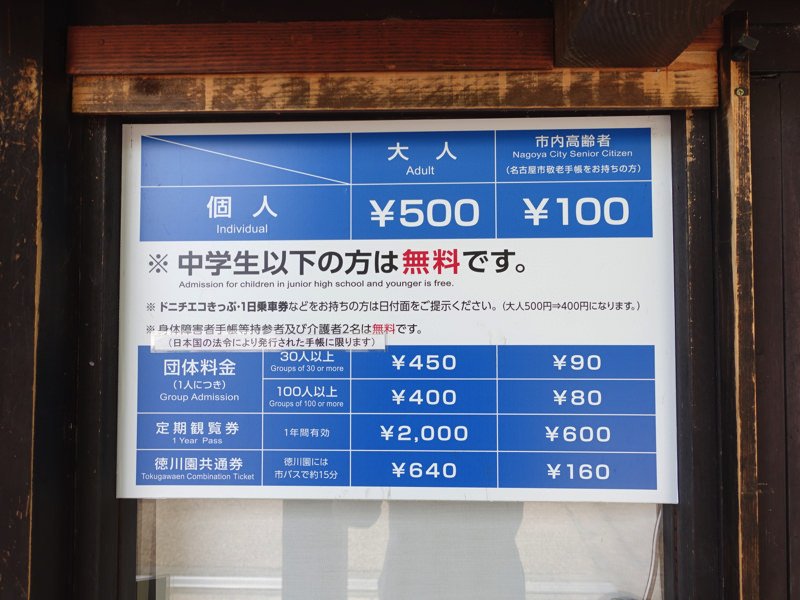 大人
Adult
市内高齢者
Nagoya City Senior Citizen
(名古屋市敬老手帳をお持ちの方)
個人
Individual
¥500
¥100
※ 中学生以下の方は無料です。
Admission for children in junior high school and younger is free.
※ ドニチエコきっぷ・1日乗車券などをお持ちの方は日付面をご提示ください。(大人500円⇒400円になります。)
※ 身体障害者手帳等持参者及び介護者2名は無料です。
(日本国の法令により発行された手帳に限ります)
団体料金
(1人につき)
Group Admission
30人以上
Groups of 30 or more
¥450
¥90
100人以上
Groups of 100 or more
¥400
¥80
定期観覧券
1 Year Pass
1年間有効
¥2,000
¥600
徳川園共通券
Tokugawaen Combination Ticket
徳川園には
市バスで約15分
¥640
¥160